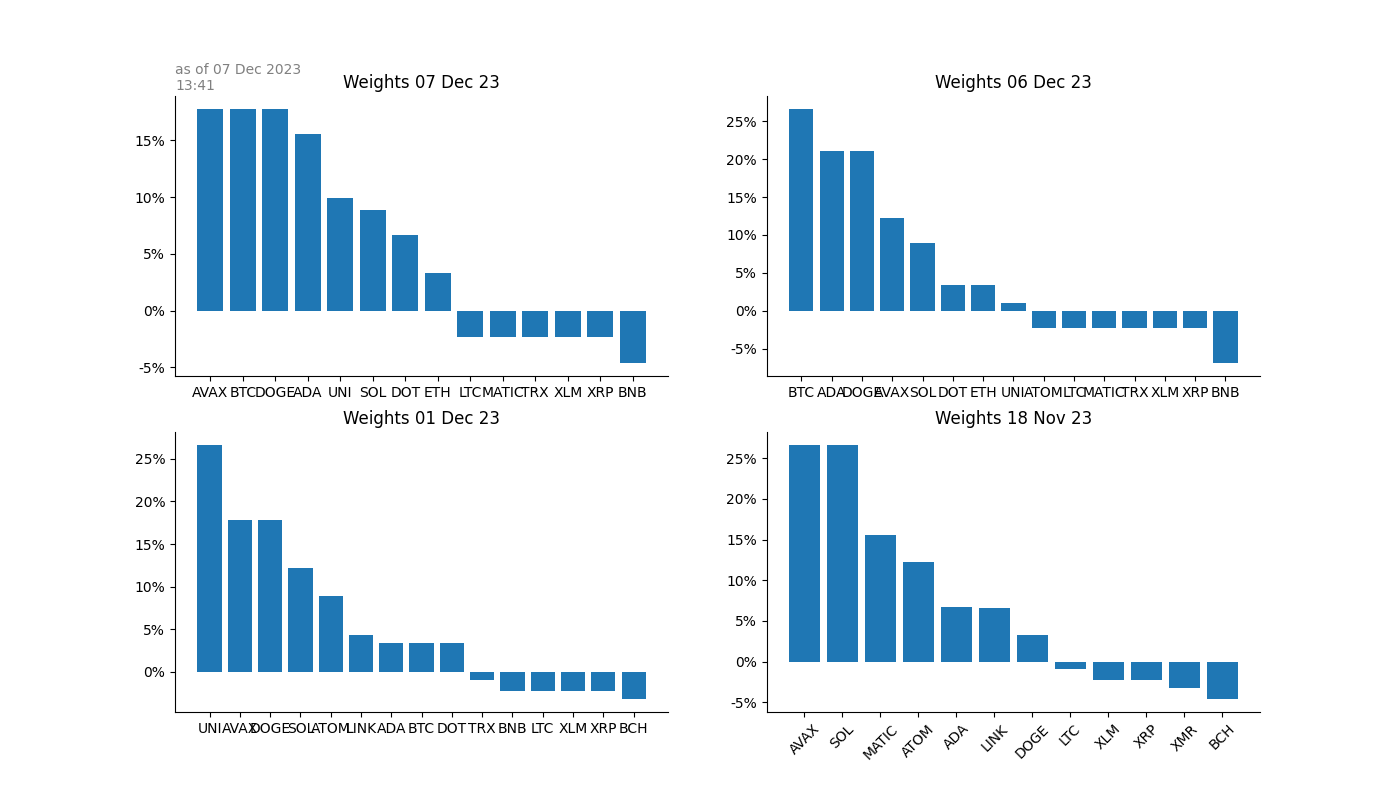 as of 07 Dec 2023
13:41
Weights 07 Dec 23
15%
10%
5%
0%
-5%
AVAX BTC DOGE ADA UNI SOL DOT ETH LTC MATIC TRX XLM XRP BNB
Weights 06 Dec 23
25%
20%
15%
10%
5%
0%
-5%
BTC ADA DOGE AVAX SOL DOT ETH UNI ATOM LTC MATIC TRX XLM XRP BNB
Weights 01 Dec 23
25%
20%
15%
10%
5%
0%
UNI AVAX DOGE SOL ATOM LINK ADA BTC DOT TRX BNB LTC XLM XRP BCH
Weights 18 Nov 23
25%
20%
15%
10%
5%
0%
-5%
AVAX SOL MATIC ATOM ADA LINK DOGE LTC XLM XRP XMR BCH